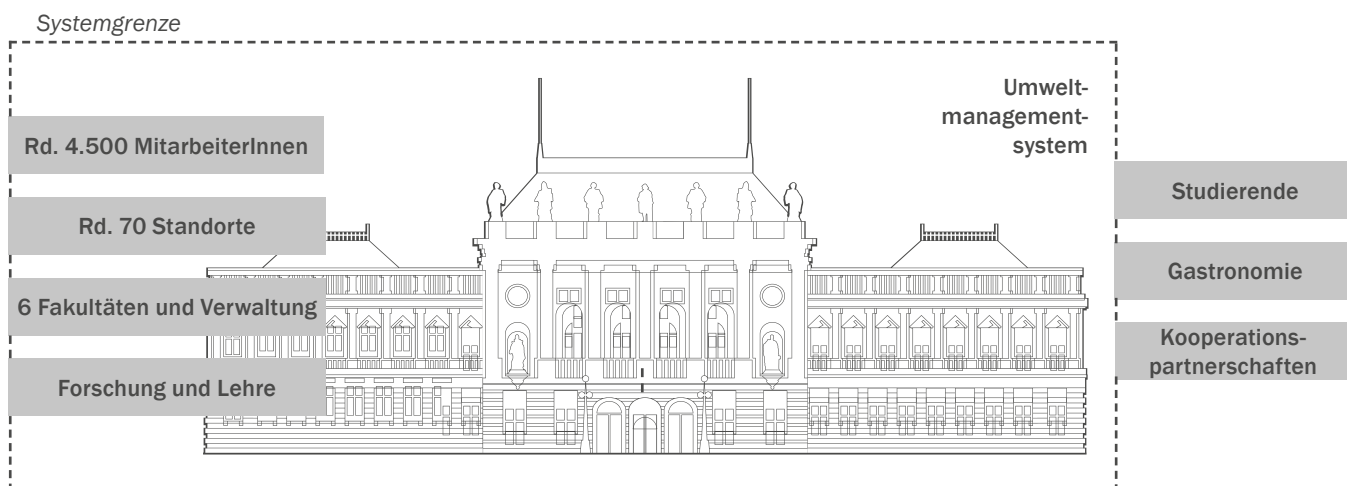 Systemgrenze
Umwelt-
management-
system
Rd. 4.500 MitarbeiterInnen
Rd. 70 Standorte
6 Fakultäten und Verwaltung
Forschung und Lehre
Studierende
Gastronomie
Kooperations-
partnerschaften